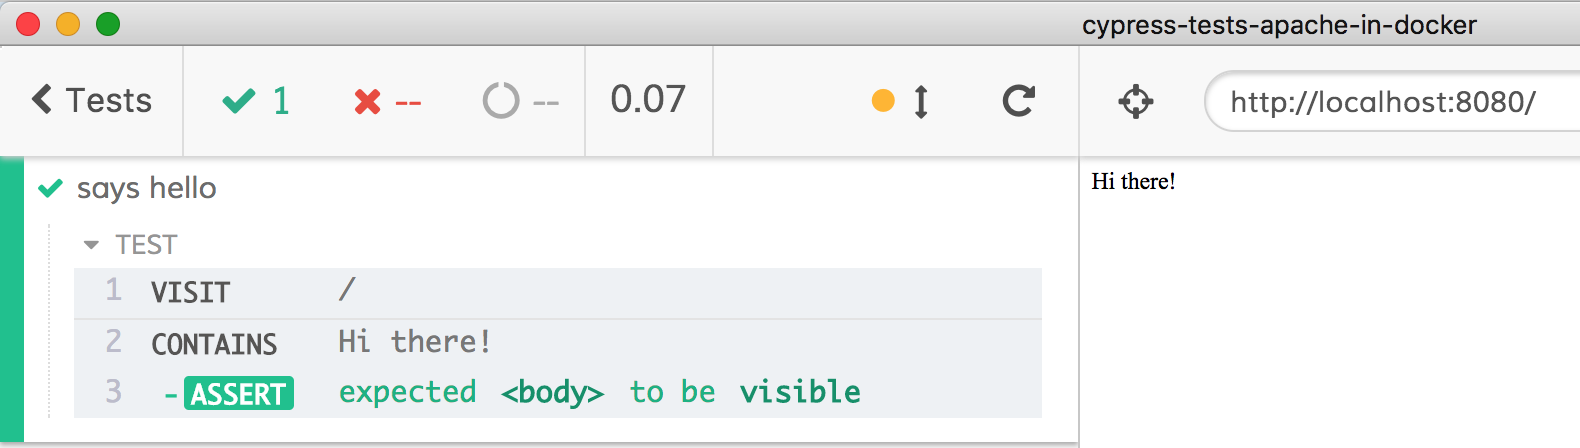 cypress-tests-apache-in-docker
Tests 1 -- -- 0.07 http://localhost:8080/
says hello
Hi there!
TEST
1 VISIT /
2 CONTAINS Hi there!
3 -ASSERT expected <body> to be visible